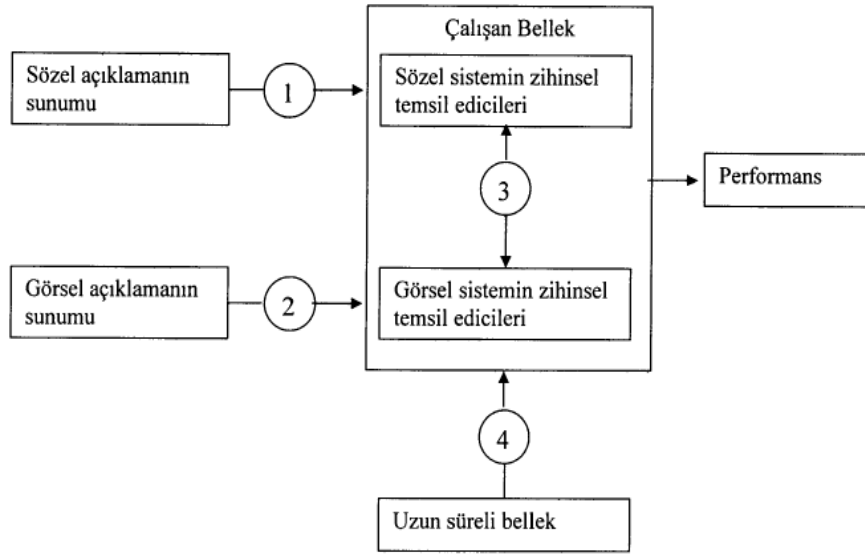 Çalışan Bellek
Sözel açıklamanın
sunumu
1
Sözel sistemin zihinsel
temsil edicileri
3
Performans
Görsel açıklamanın
sunumu
2
Görsel sistemin zihinsel
temsil edicileri
4
Uzun süreli bellek